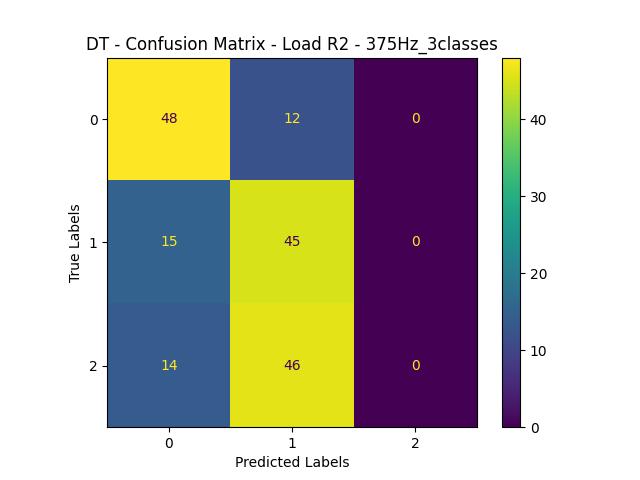 DT - Confusion Matrix - Load R2 - 375Hz_3classes
True Labels
0 48 12 0
1 15 45 0
2 14 46 0
0 1 2
Predicted Labels
40
30
20
10
0